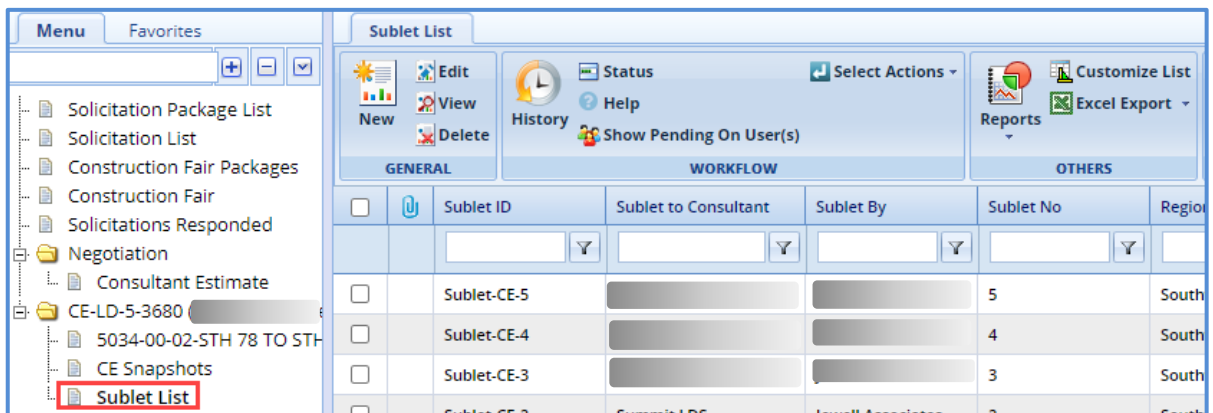 Menu Favorites
Solicitation Package List
Solicitation List
Construction Fair Packages
Construction Fair
Solicitations Responded
Negotiation
Consultant Estimate
CE-LD-5-3680 (
5034-00-02-STH 78 TO STH
CE Snapshots
Sublet List
Sublet List
New
Edit
View
Delete
GENERAL
History
Status
Help
Show Pending On User(s)
Select Actions
WORKFLOW
Reports
Customize List
Excel Export
OTHERS
Sublet ID Sublet to Consultant Sublet By Sublet No Region
Sublet-CE-5 5 South
Sublet-CE-4 4 South
Sublet-CE-3 3 South